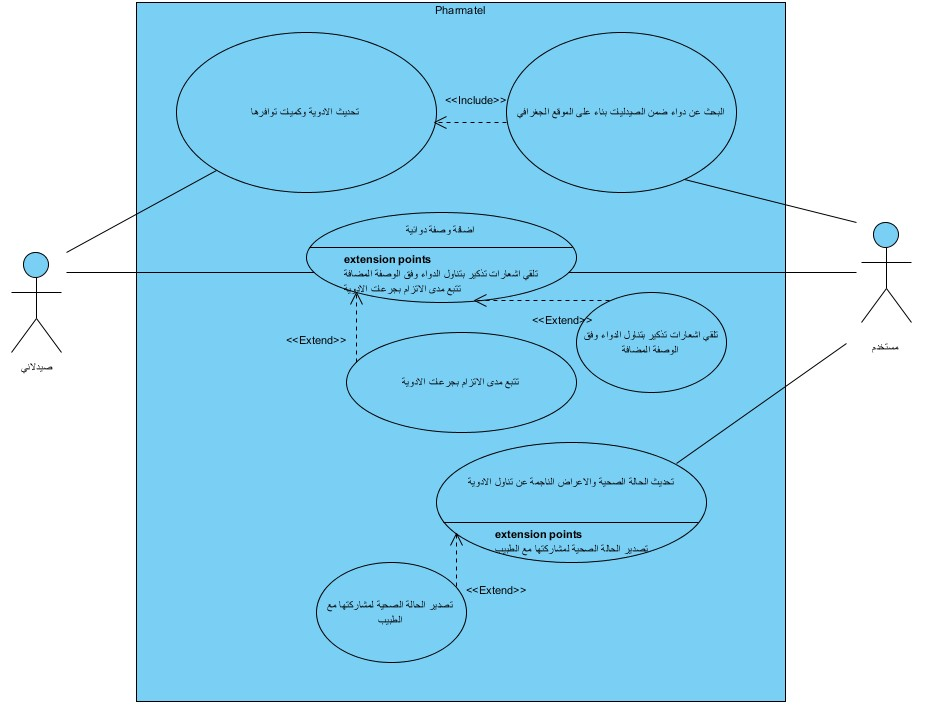 Pharmatel
تحديث الادوية وكميات توافرها
<<Include>>
البحث عن دواء ضمن الصيدليات بناء على الموقع الجغرافي
اضافة وصفة دوائية
extension points
تلقي اشعارات تذكير بتناول الدواء وفق الوصفة المضافة
تتبع مدى الالتزام بجرعات الادوية
<<Extend>>
<<Extend>>
تلقي اشعارات تذكير بتناول الدواء وفق
الوصفة المضافة
تتبع مدى الالتزام بجرعات الادوية
صيدلاني
مستخدم
تحديث الحالة الصحية والاعراض الناجمة عن تناول الادوية
extension points
تصدير الحالة الصحية لمشاركتها مع الطبيب
<<Extend>>
تصدير الحالة الصحية لمشاركتها مع
الطبيب